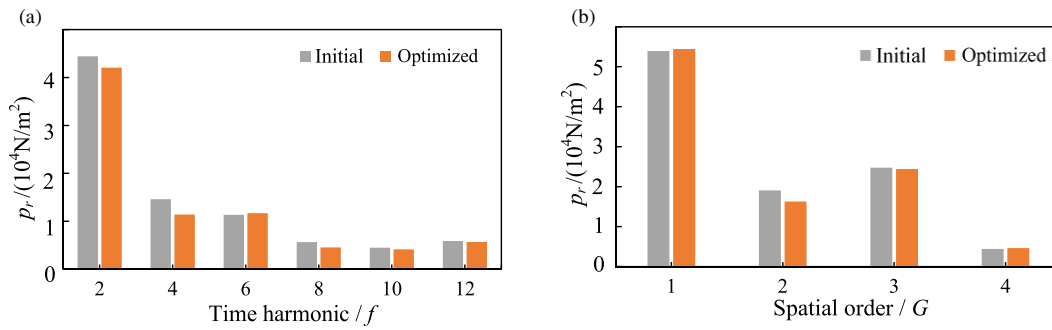 (a)
Initial Optimized
p_r/(10^4N/m^2)
4
3
2
1
0
2 4 6 8 10 12
Time harmonic / f
(b)
Initial Optimized
p_r/(10^4N/m^2)
5
4
3
2
1
0
1 2 3 4
Spatial order / G